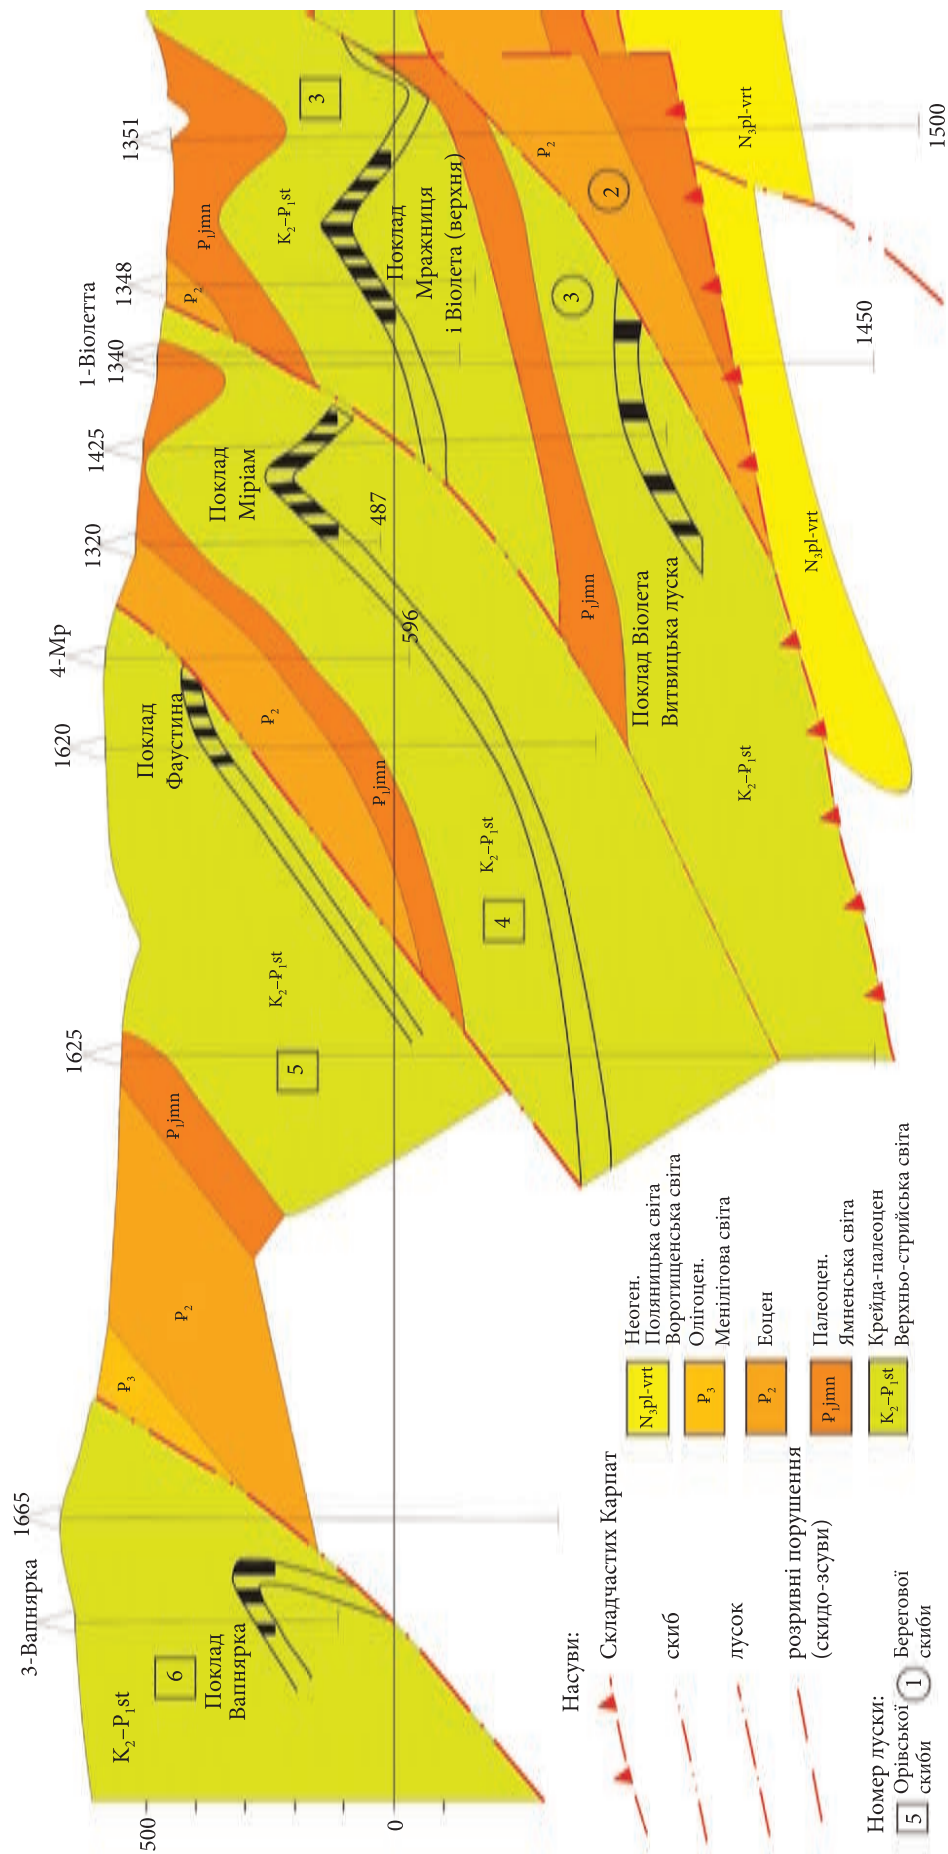 3-Вапнярка
1665
1625
1620
4-Мр
1320
1425
1-Віолетта
1340
1348
1351
500
0
K₂–P₁st
6
Поклад
Вапнярка
P₃
P₂
P₁jmn
5
K₂–P₁st
Поклад
Фаустина
P₂
P₁jmn
4
K₂–P₁st
596
487
Поклад
Міріам
P₂
P₁jmn
K₂–P₁st
3
Поклад
Мражниця
і Віолета (верхня)
P₁jmn
3
P₂
2
Поклад Віолета
Витвицька луска
K₂–P₁st
N₃pl-vrt
N₃pl-vrt
1450
1500
Насуви:
Складчастих Карпат
скиб
лусок
розривні порушення
(скидо-зсуви)
Номер луски:
5 Орівської
скиби
1 Берегової
скиби
N₃pl-vrt
Неоген.
Поляницька світа
Воротищенська світа
P₃
Олігоцен.
Менілітова світа
P₂
Еоцен
P₁jmn
Палеоцен.
Ямненська світа
K₂–P₁st
Крейда-палеоцен
Верхньо-стрийська світа